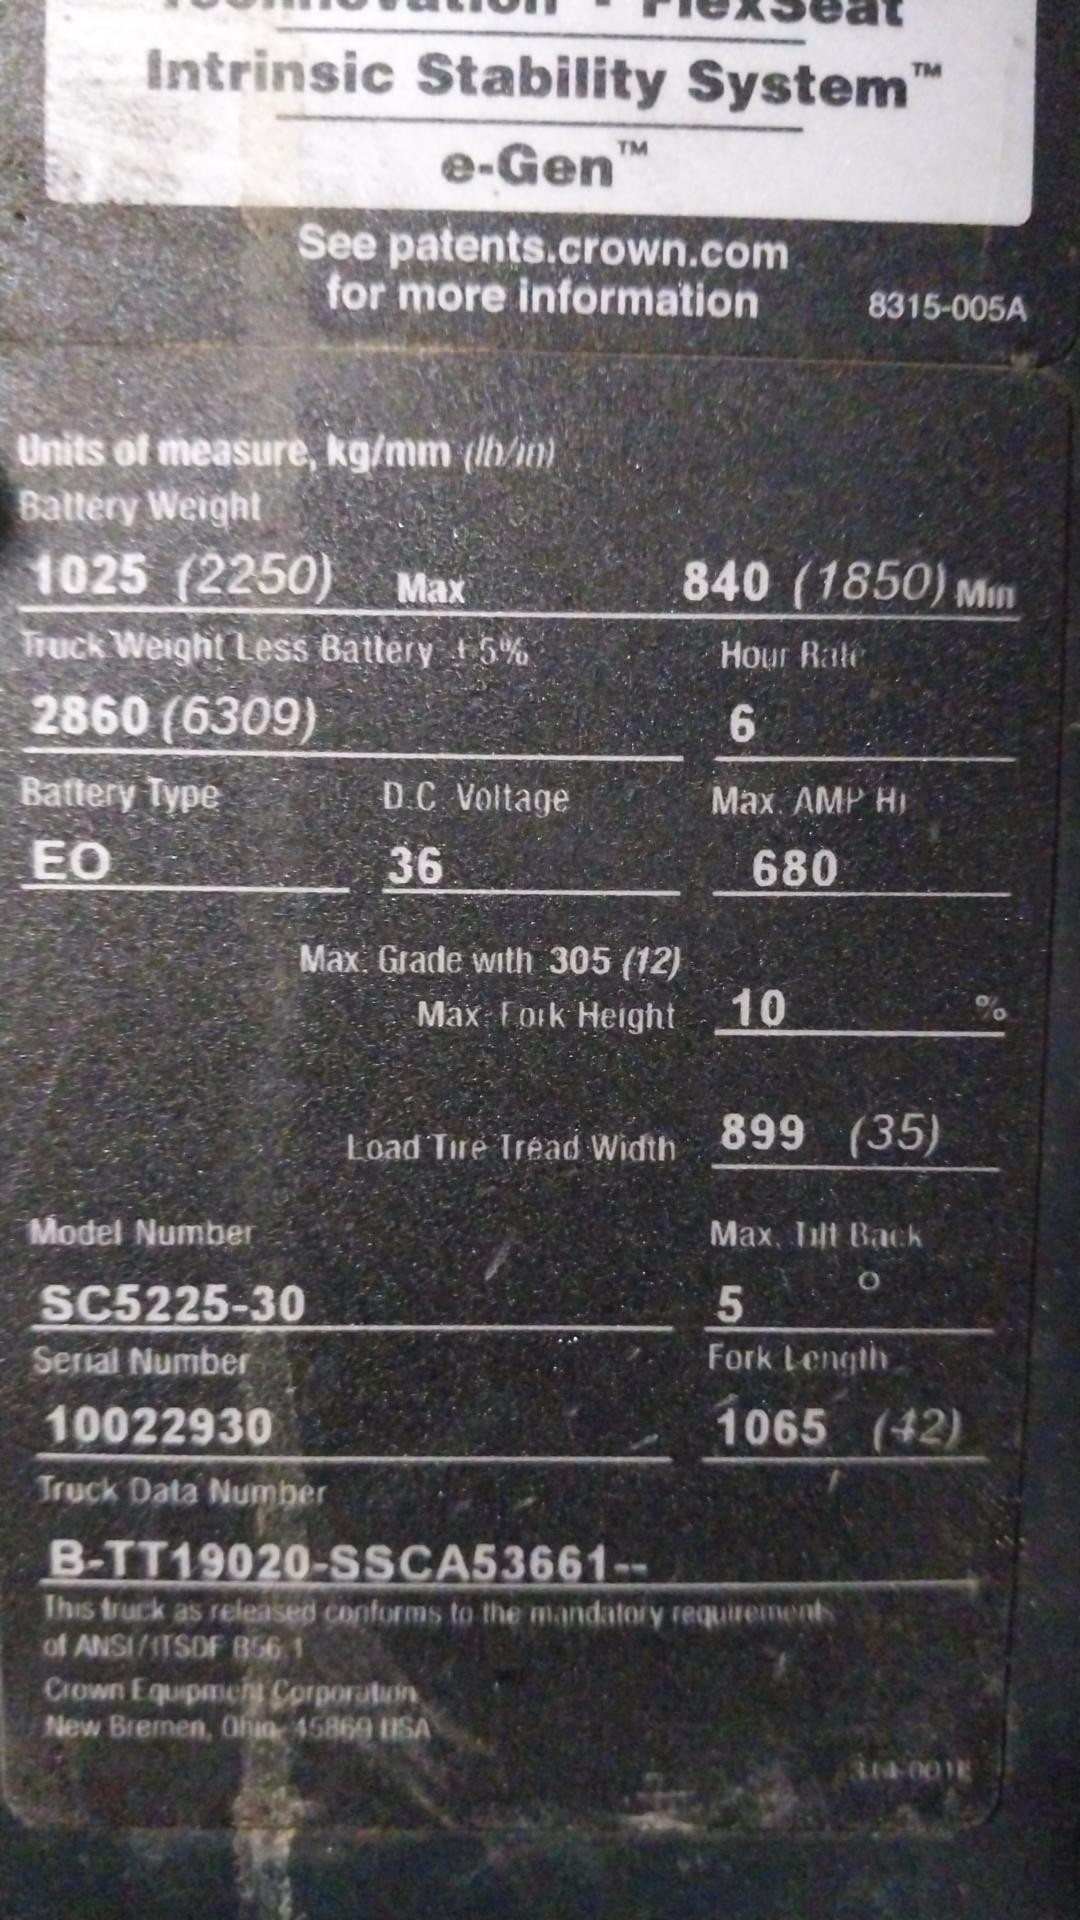 FlexSeat
Intrinsic Stability System™
e-Gen™
See patents.crown.com
for more information 8315-005A
Units of measure, kg/mm (lb/in)
Battery Weight
1025 (2250) Max 840 (1850) Min
Truck Weight Less Battery ±5% Hour Rate
2860 (6309) 6
Battery Type D.C. Voltage Max. AMP Hr
EO 36 680
Max. Grade with 305 (12)
Max. Fork Height 10 %
Load Tire Tread Width 899 (35)
Model Number Max. Tilt Back
SC5225-30 5 °
Serial Number Fork Length
10022930 1065 (42)
Truck Data Number
B-TT19020-SSCA53661--
This truck as released conforms to the mandatory requirements
of ANSI/ITSDF B56.1
Crown Equipment Corporation
New Bremen, Ohio 45869 USA